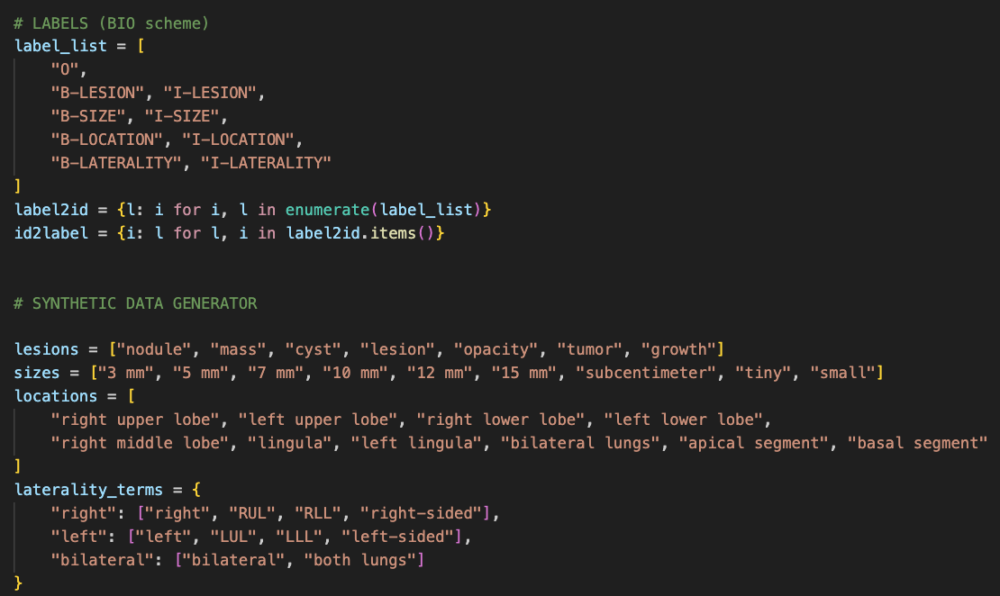 # LABELS (BIO scheme)
label_list = [
    "O",
    "B-LESION", "I-LESION",
    "B-SIZE", "I-SIZE",
    "B-LOCATION", "I-LOCATION",
    "B-LATERALITY", "I-LATERALITY"
]
label2id = {l: i for i, l in enumerate(label_list)}
id2label = {i: l for l, i in label2id.items()}
# SYNTHETIC DATA GENERATOR
lesions = ["nodule", "mass", "cyst", "lesion", "opacity", "tumor", "growth"]
sizes = ["3 mm", "5 mm", "7 mm", "10 mm", "12 mm", "15 mm", "subcentimeter", "tiny", "small"]
locations = [
    "right upper lobe", "left upper lobe", "right lower lobe", "left lower lobe",
    "right middle lobe", "lingula", "left lingula", "bilateral lungs", "apical segment", "basal segment"
]
laterality_terms = {
    "right": ["right", "RUL", "RLL", "right-sided"],
    "left": ["left", "LUL", "LLL", "left-sided"],
    "bilateral": ["bilateral", "both lungs"]
}